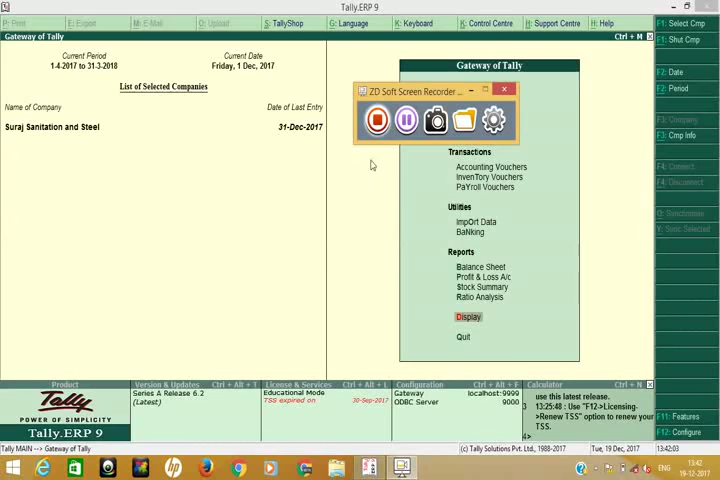 Tally.ERP 9
P: Print
E: Export
M: E-Mail
O: Upload
S: TallyShop
G: Language
K: Keyboard
K: Control Centre
H: Support Centre
H: Help
F1: Select Cmp
F1: Shut Cmp
Gateway of Tally
Ctrl + M
Current Period
1-4-2017 to 31-3-2018
Current Date
Friday, 1 Dec, 2017
List of Selected Companies
Name of Company
Date of Last Entry
Suraj Sanitation and Steel
31-Dec-2017
Gateway of Tally
ZD Soft Screen Recorder ...
Transactions
Accounting Vouchers
InvenTory Vouchers
PaYroll Vouchers
Utilities
ImpOrt Data
BaNking
Reports
Balance Sheet
Profit & Loss A/c
Stock Summary
Ratio Analysis
Display
Quit
F2: Date
F2: Period
F3: Company
F3: Cmp Info
F4: Connect
F4: Disconnect
O: Synchronise
Y: Sync Selected
F11: Features
F12: Configure
Product
Tally
POWER OF SIMPLICITY
Tally.ERP 9
Version & Updates
Ctrl + Alt + T
Series A Release 6.2
(Latest)
License & Services
Ctrl + Alt + L
Educational Mode
TSS expired on
30-Sep-2017
Configuration
Ctrl + Alt + F
Gateway
localhost:9999
ODBC Server
9000
Calculator
Ctrl + N
use this latest release.
3 13:25:48 : Use "F12->Licensing-
>Renew TSS" option to renew your
TSS.
4>
Tally MAIN --> Gateway of Tally
(c) Tally Solutions Pvt. Ltd., 1988-2017
Tue, 19 Dec, 2017
13:42:03
ENG
13:42
19-12-2017